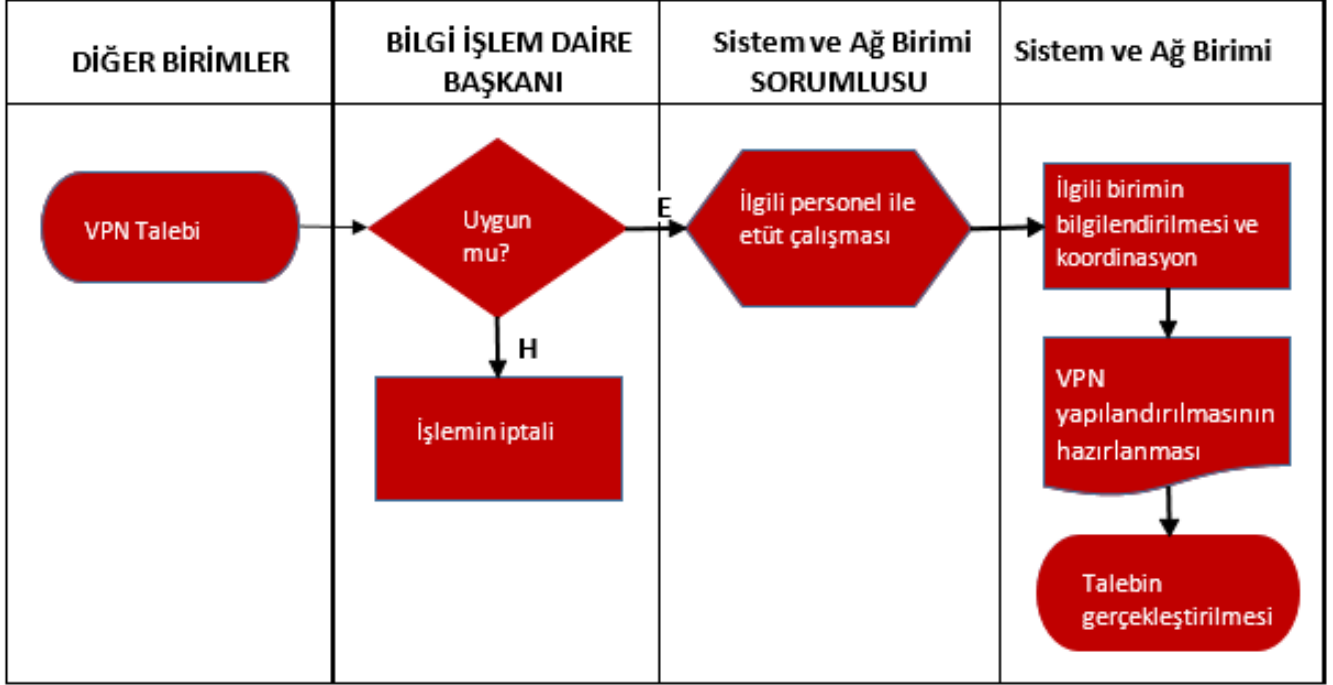 DİĞER BİRİMLER
BİLGİ İŞLEM DAİRE
BAŞKANI
Sistem ve Ağ Birimi
SORUMLUSU
Sistem ve Ağ Birimi
VPN Talebi
Uygun
mu?
E
H
İşlemin iptali
İlgili personel ile
etüt çalışması
İlgili birimin
bilgilendirilmesi ve
koordinasyon
VPN
yapılandırılmasının
hazırlanması
Talebin
gerçekleştirilmesi